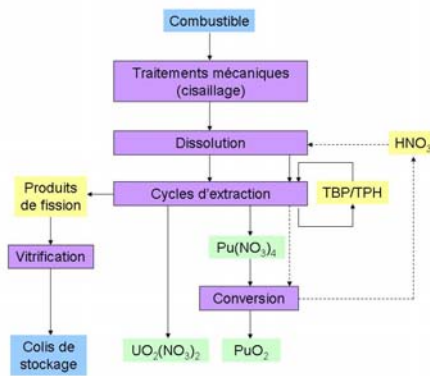 Combustible
Traitements mécaniques
(cisaillage)
Dissolution
HNO3
Produits
de fission
Cycles d'extraction
TBP/TPH
Pu(NO3)4
Vitrification
Conversion
Colis de
stockage
UO2(NO3)2
PuO2